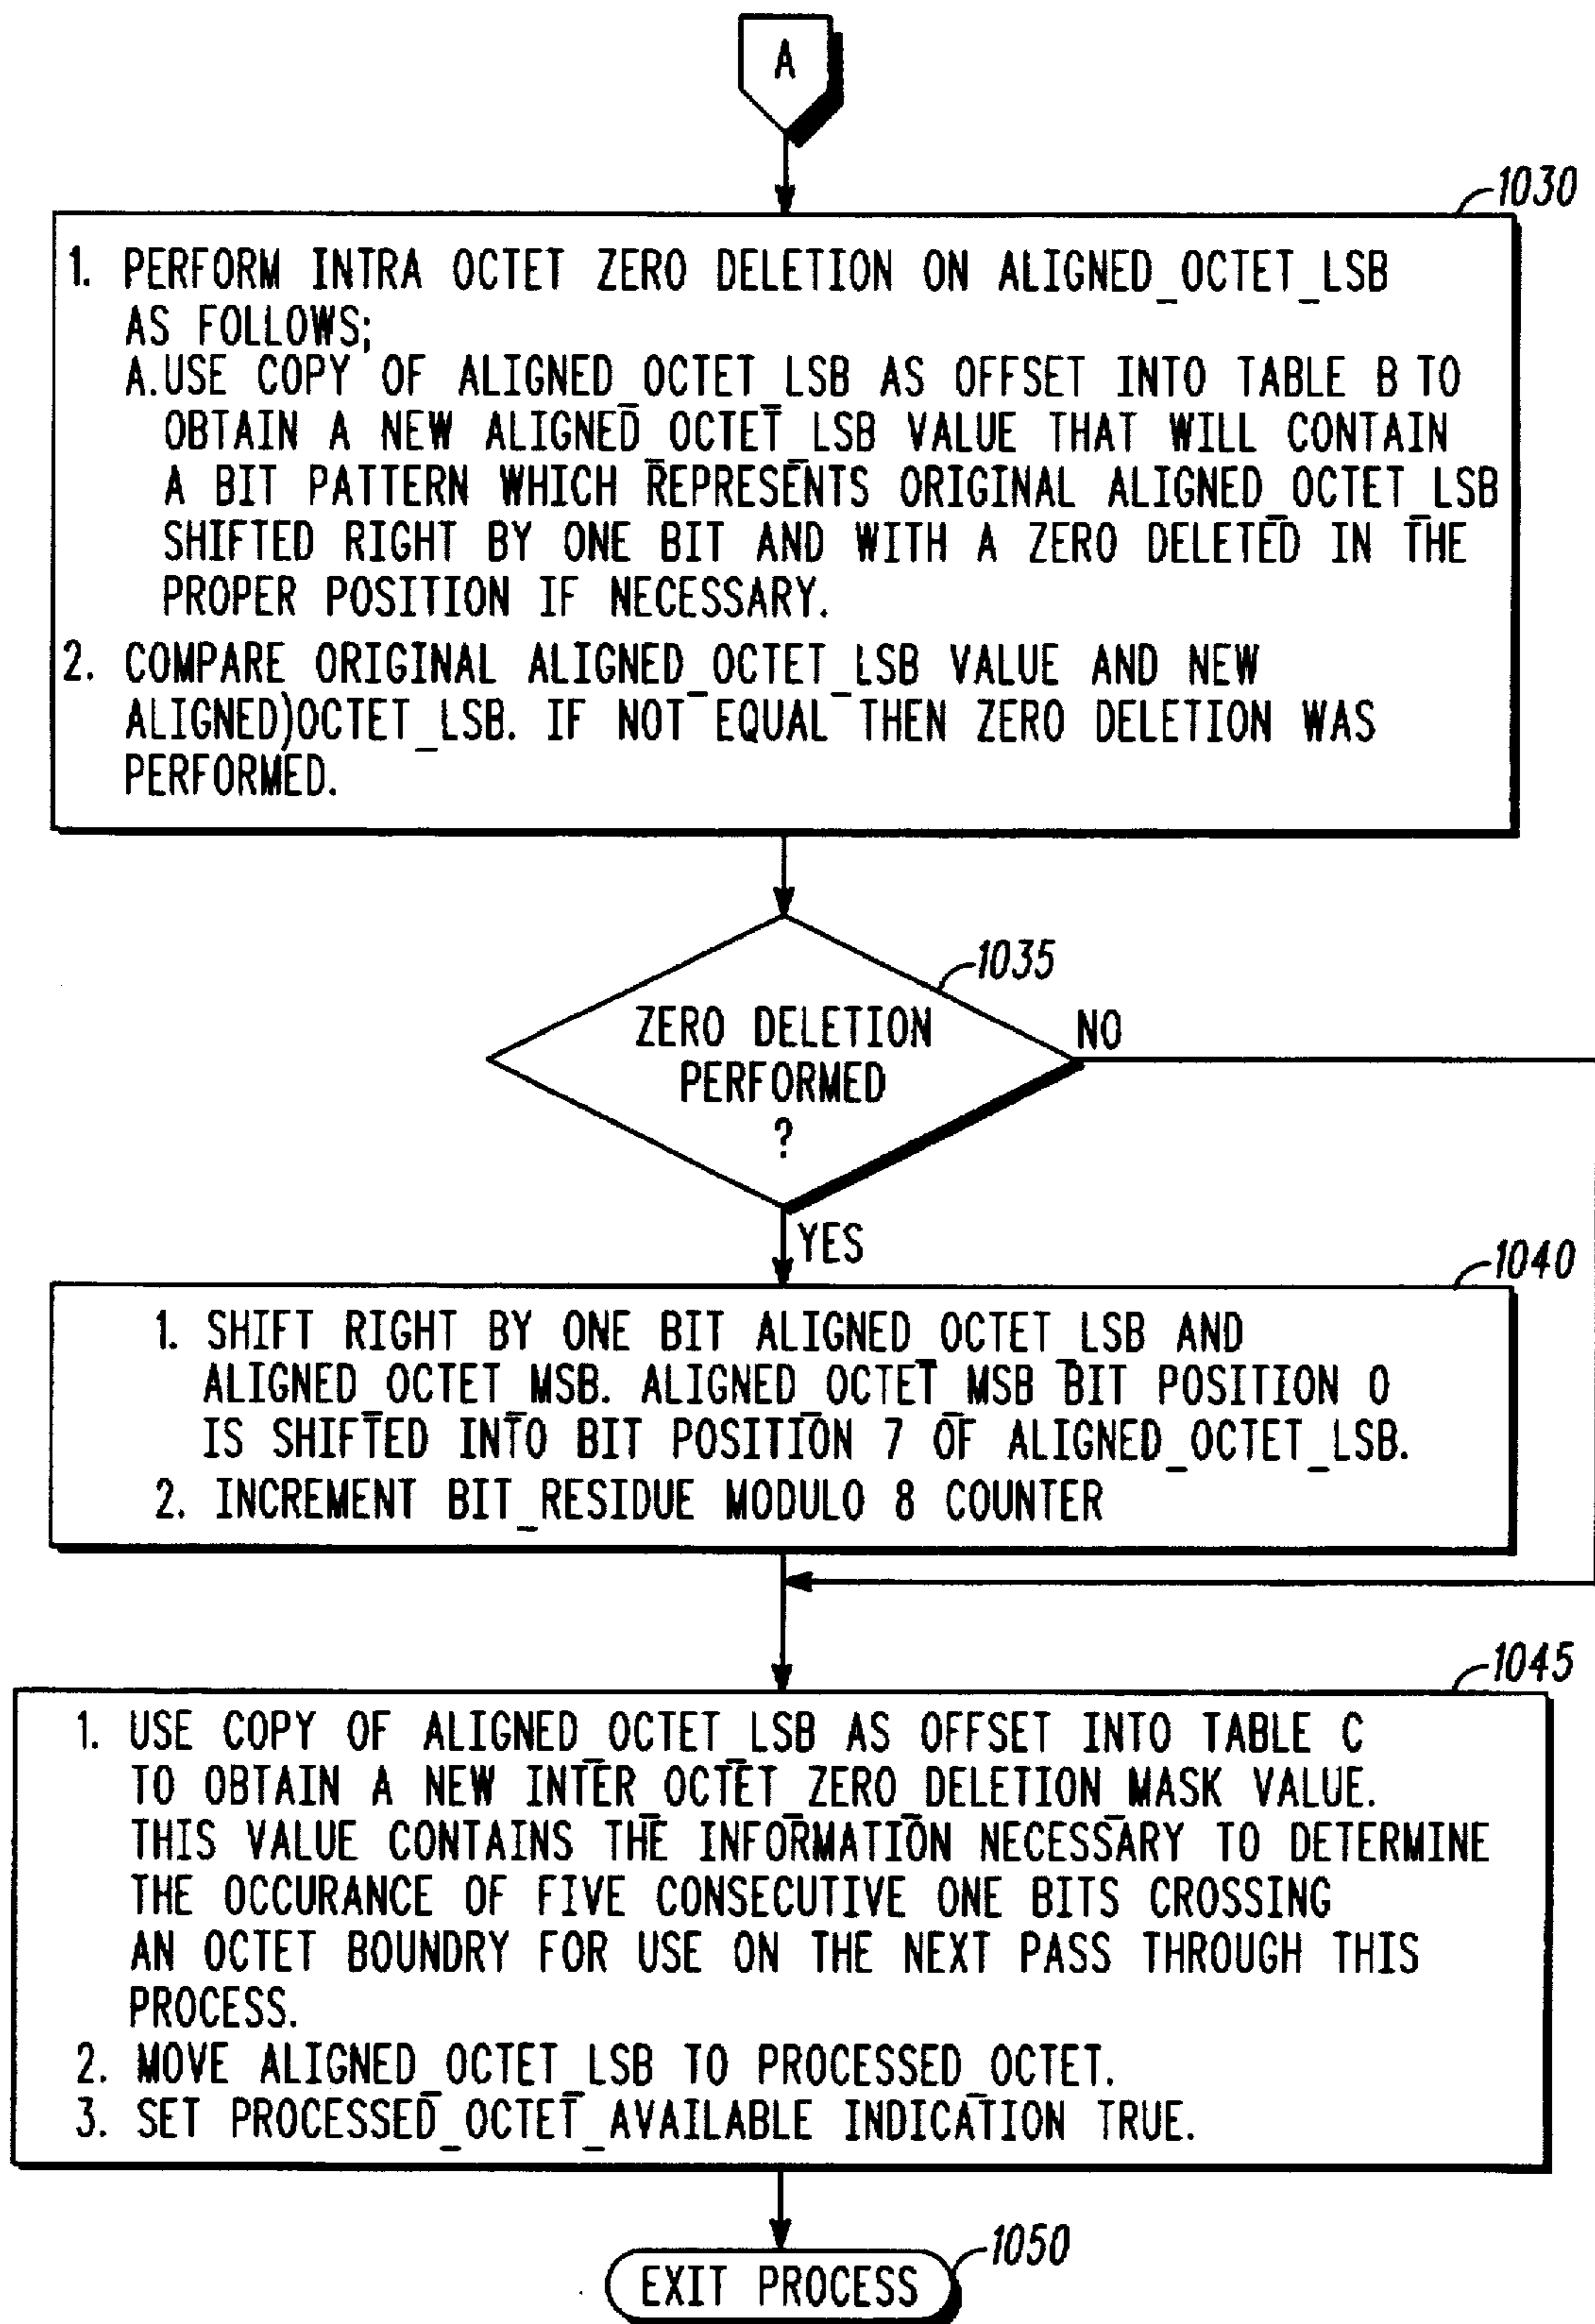 A
1030
1. PERFORM INTRA OCTET ZERO DELETION ON ALIGNED_OCTET_LSB
AS FOLLOWS;
A.USE COPY OF ALIGNED_OCTET_LSB AS OFFSET INTO TABLE B TO
OBTAIN A NEW ALIGNED_OCTET_LSB VALUE THAT WILL CONTAIN
A BIT PATTERN WHICH REPRESENTS ORIGINAL ALIGNED_OCTET_LSB
SHIFTED RIGHT BY ONE BIT AND WITH A ZERO DELETED IN THE
PROPER POSITION IF NECESSARY.
2. COMPARE ORIGINAL ALIGNED_OCTET_LSB VALUE AND NEW
ALIGNED)OCTET_LSB. IF NOT EQUAL THEN ZERO DELETION WAS
PERFORMED.
1035
ZERO DELETION
PERFORMED
?
NO
YES
1040
1. SHIFT RIGHT BY ONE BIT ALIGNED_OCTET_LSB AND
ALIGNED_OCTET_MSB. ALIGNED_OCTET_MSB BIT POSITION 0
IS SHIFTED INTO BIT POSITION 7 OF ALIGNED_OCTET_LSB.
2. INCREMENT BIT_RESIDUE MODULO 8 COUNTER
1045
1. USE COPY OF ALIGNED_OCTET_LSB AS OFFSET INTO TABLE C
TO OBTAIN A NEW INTER_OCTET_ZERO_DELETION_MASK VALUE.
THIS VALUE CONTAINS THE INFORMATION NECESSARY TO DETERMINE
THE OCCURANCE OF FIVE CONSECUTIVE ONE BITS CROSSING
AN OCTET BOUNDRY FOR USE ON THE NEXT PASS THROUGH THIS
PROCESS.
2. MOVE ALIGNED_OCTET_LSB TO PROCESSED_OCTET.
3. SET PROCESSED_OCTET_AVAILABLE INDICATION TRUE.
EXIT PROCESS
1050